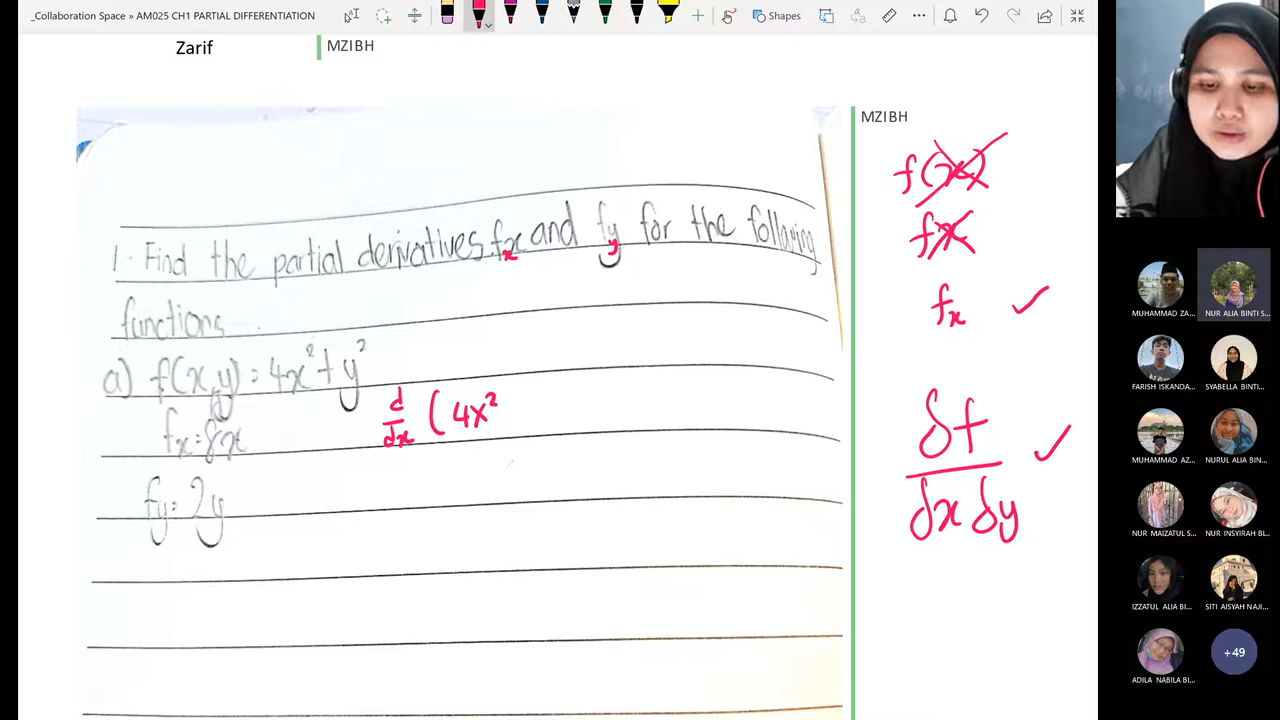 _Collaboration Space » AM025 CH1 PARTIAL DIFFERENTIATION
Shapes
Zarif
MZIBH
1. Find the partial derivatives fx and fy for the following
x y
functions
a) f(x,y) = 4x² + y²
fx = 8x
fy = 2y
d/dx ( 4x²
MZIBH
f(x)
fx
fx ✓
δf ✓
δx δy
MUHAMMAD ZA...
NUR ALIA BINTI S...
FARISH ISKANDA...
SYABELLA BINTI...
MUHAMMAD AZ...
NURUL ALIA BIN...
NUR MAIZATUL S...
NUR INSYIRAH BI...
IZZATUL ALIA BI...
SITI AISYAH NAJI...
ADILA NABILA BI...
+49